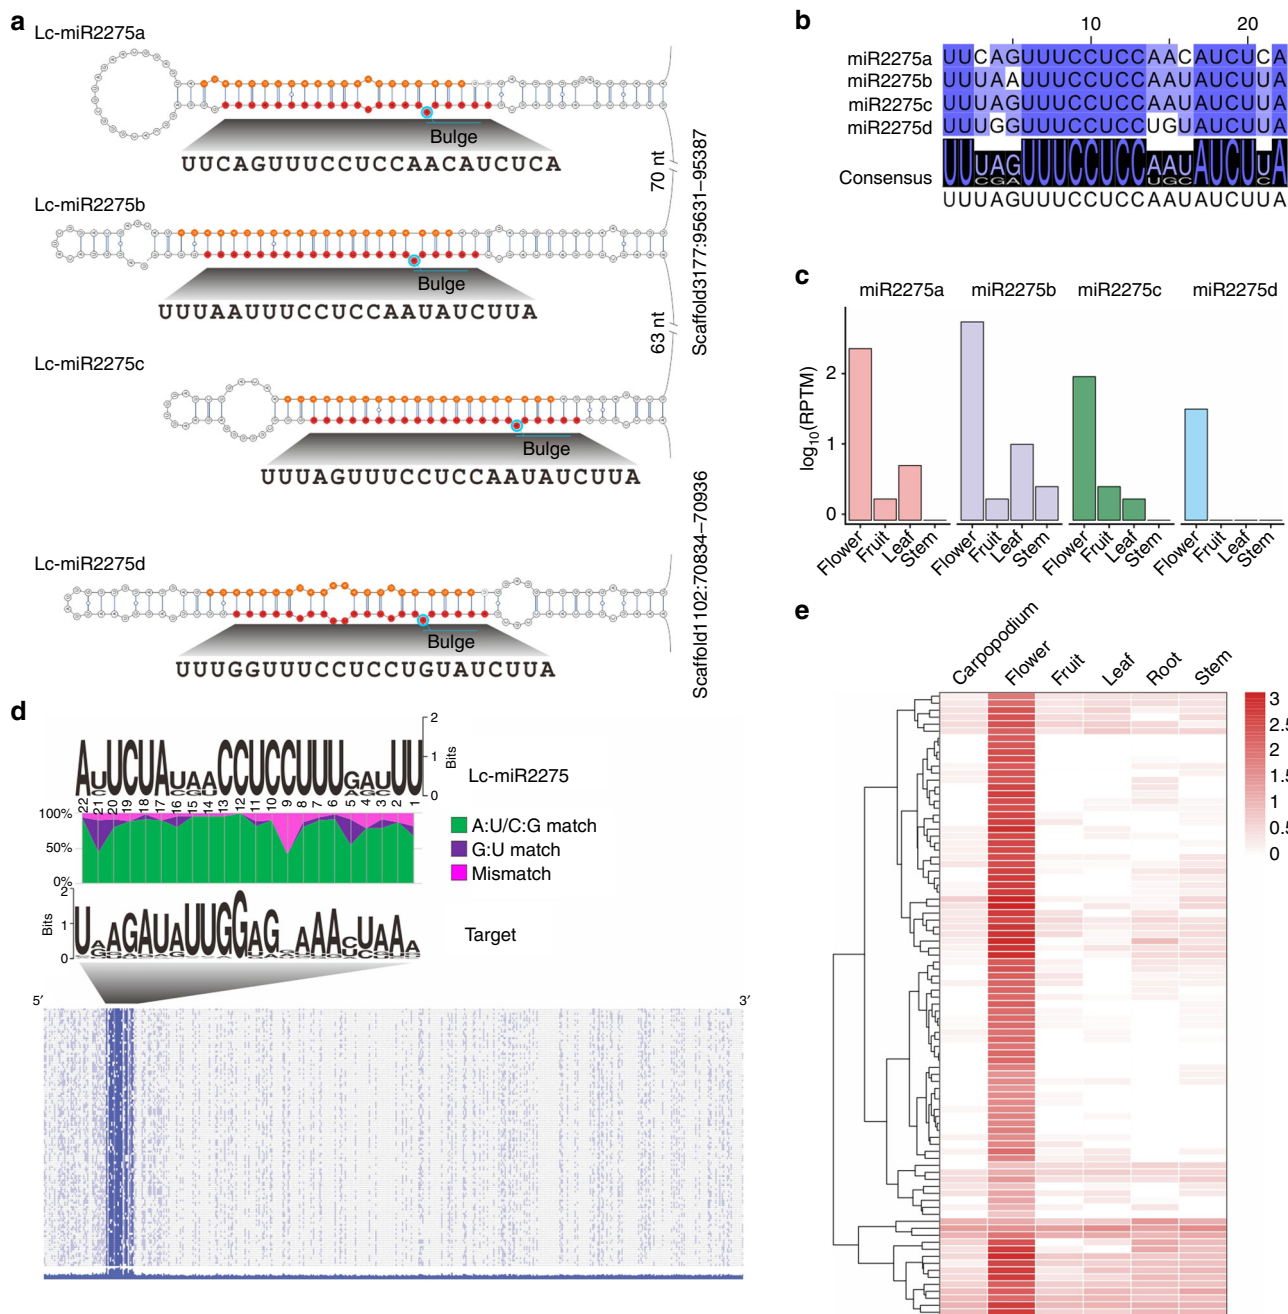 a
Lc-miR2275a
Bulge
UUCAGUUUCCUCCAACAUCUCA
70 nt
Lc-miR2275b
Bulge
UUUAAUUUCCUCCAAUAUCUUA
Scaffold3177:95631–95387
63 nt
Lc-miR2275c
Bulge
UUUAGUUUCCUCCAAUAUCUUA
Lc-miR2275d
Bulge
UUUGGUUUCCUCCUGUAUCUUA
Scaffold1102:70834–70936
b
10 20
miR2275a UUCAGUUUCCUCCAACAUCUCA
miR2275b UUUAAUUUCCUCCAAUAUCUUA
miR2275c UUUAGUUUCCUCCAAUAUCUUA
miR2275d UUUGGUUUCCUCCUGUAUCUUA
Consensus
UUUAGUUUCCUCCAAUAUCUUA
c
miR2275a miR2275b miR2275c miR2275d
log10(RPTM)
2
1
0
Flower Fruit Leaf Stem Flower Fruit Leaf Stem Flower Fruit Leaf Stem Flower Fruit Leaf Stem
d
2
1
0
Bits
Lc-miR2275
22 21 20 19 18 17 16 15 14 13 12 11 10 9 8 7 6 5 4 3 2 1
100%
50%
0%
A:U/C:G match
G:U match
Mismatch
2
1
0
Bits
Target
5′ 3′
e
Carpopodium Flower Fruit Leaf Root Stem
3
2.5
2
1.5
1
0.5
0